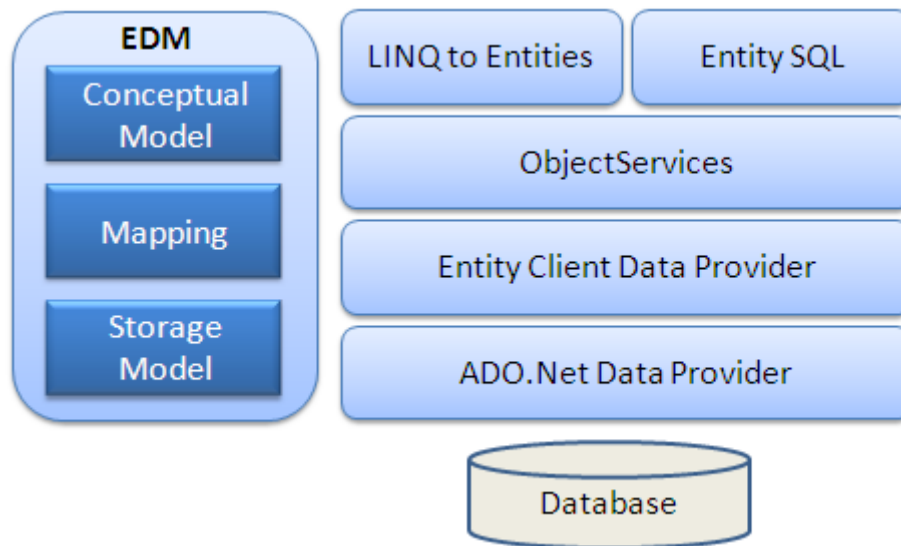 EDM
Conceptual
Model
Mapping
Storage
Model
LINQ to Entities
Entity SQL
ObjectServices
Entity Client Data Provider
ADO.Net Data Provider
Database